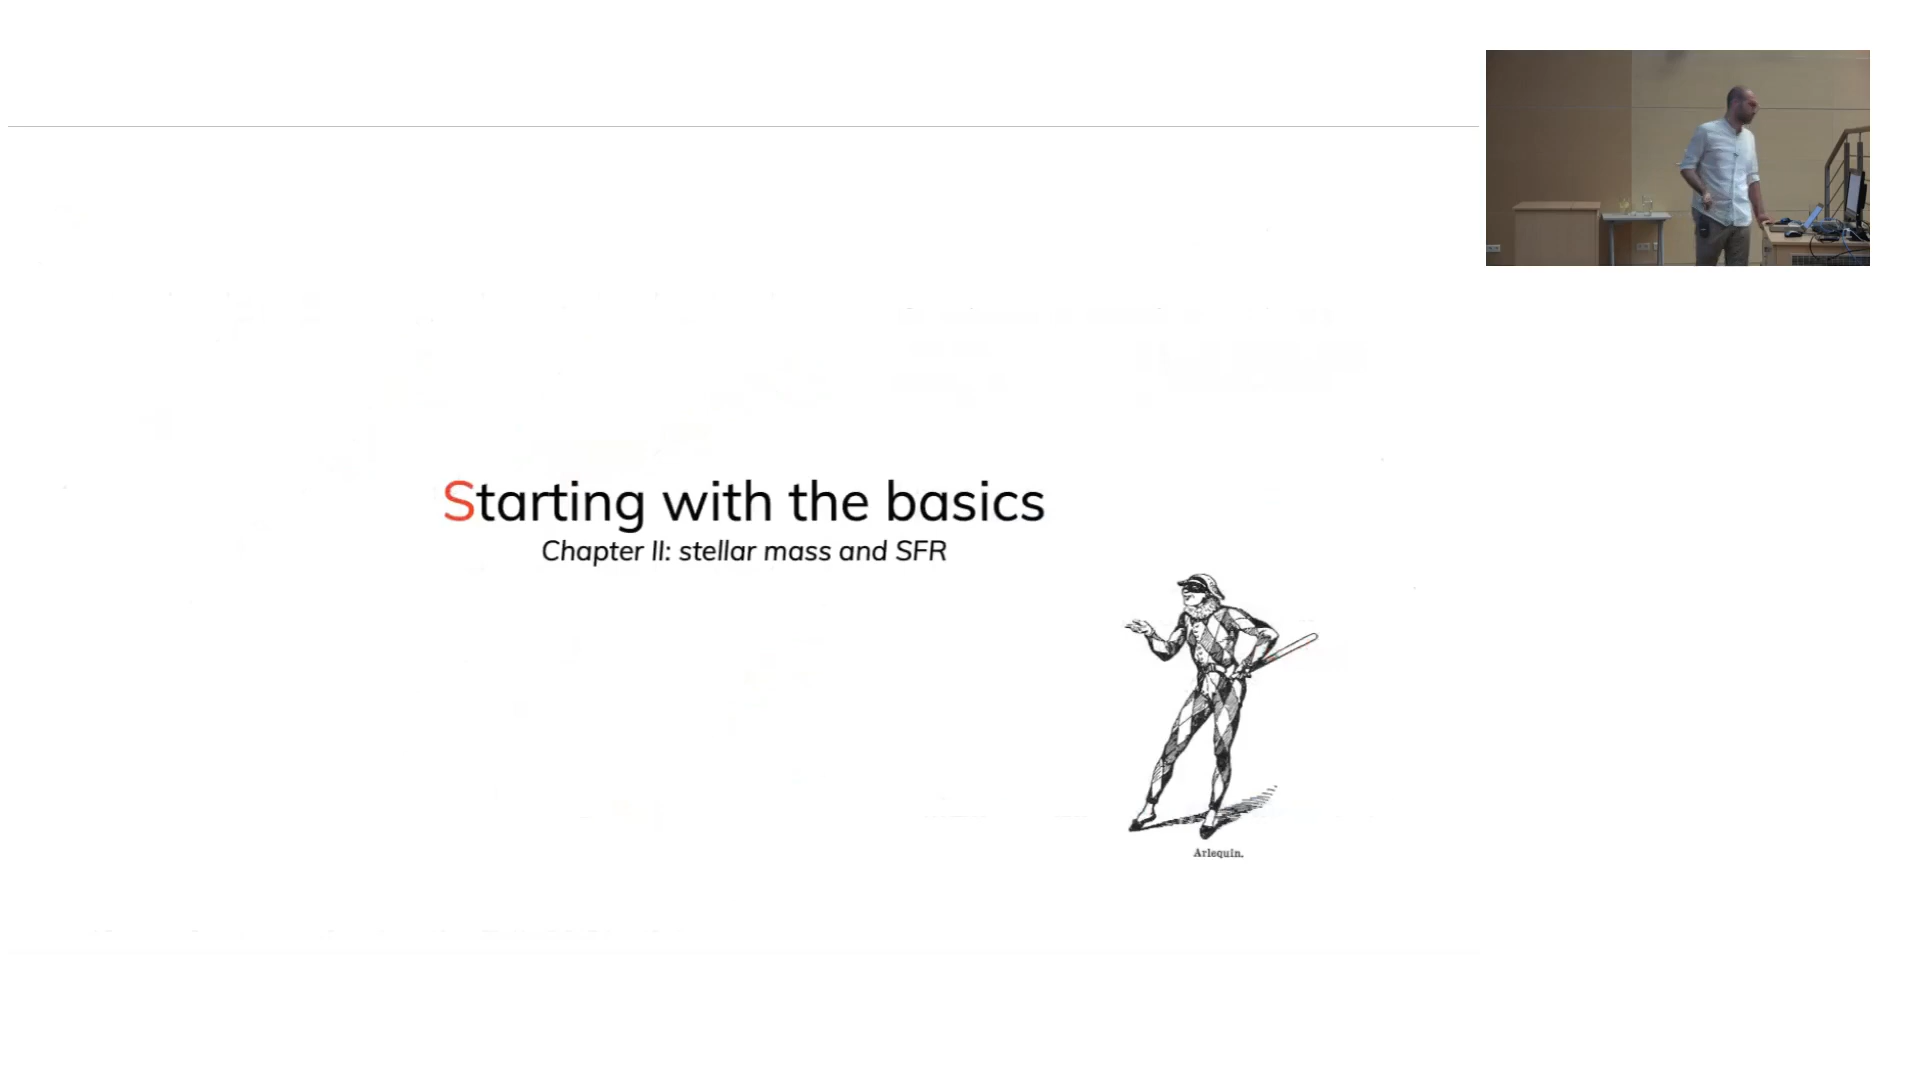 Starting with the basics
Chapter II: stellar mass and SFR
Arlequin.